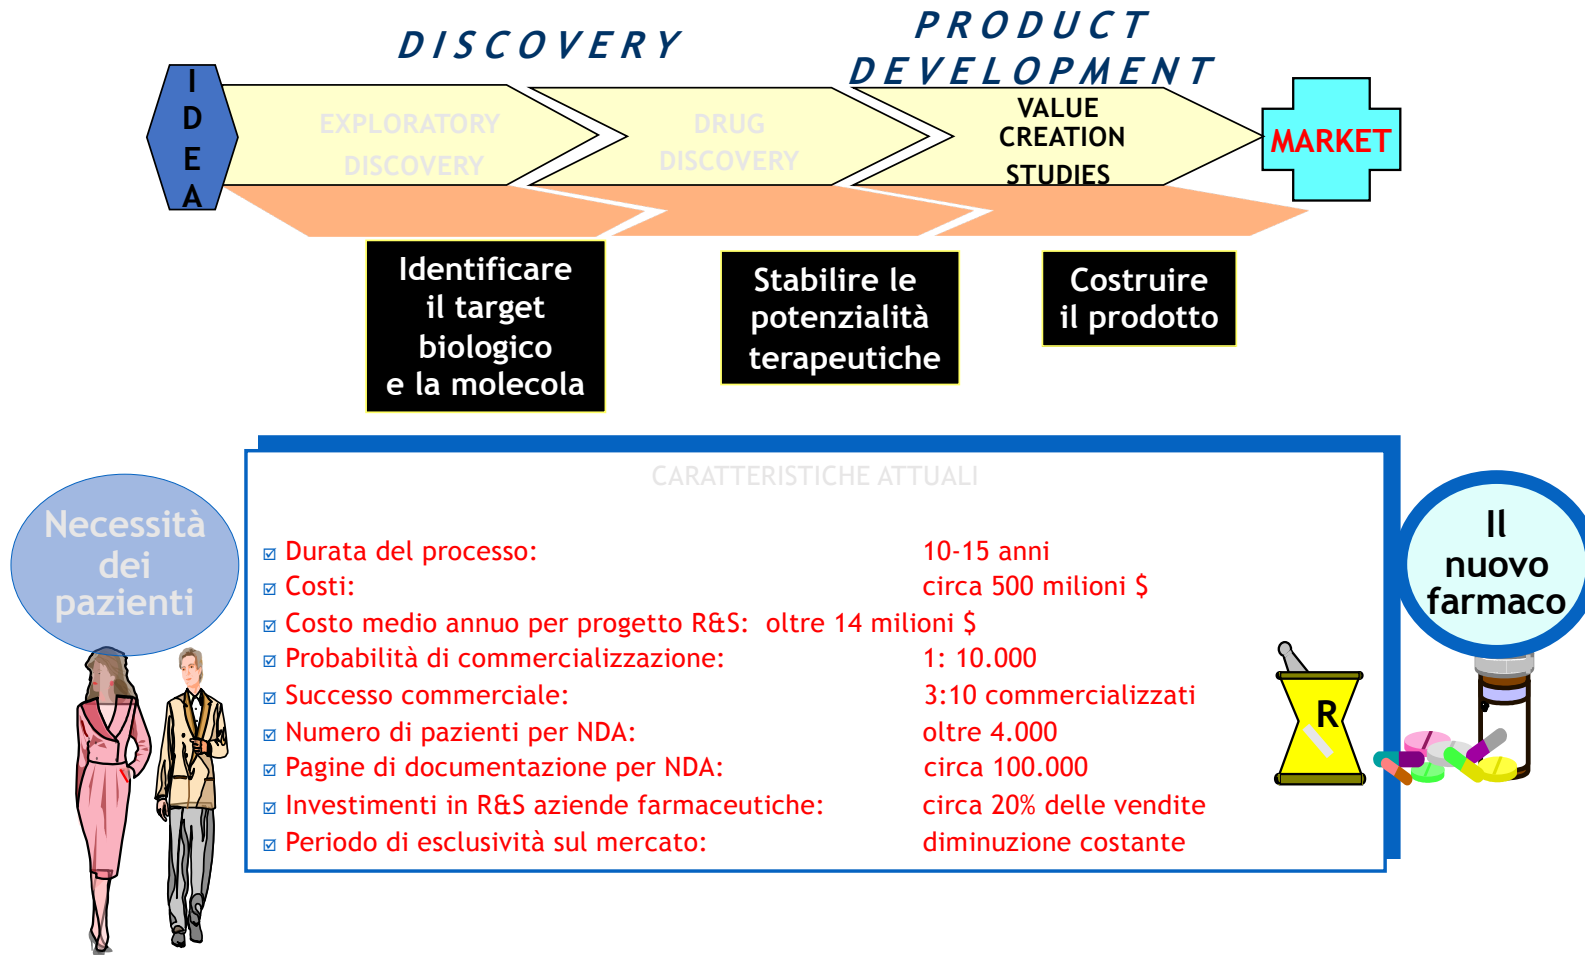 DISCOVERY
PRODUCT
DEVELOPMENT
I
D
E
A
EXPLORATORY
DISCOVERY
DRUG
DISCOVERY
VALUE
CREATION
STUDIES
MARKET
Identificare
il target
biologico
e la molecola
Stabilire le
potenzialità
terapeutiche
Costruire
il prodotto
CARATTERISTICHE ATTUALI
Necessità
dei
pazienti
Durata del processo: 10-15 anni
Costi: circa 500 milioni $
Costo medio annuo per progetto R&S: oltre 14 milioni $
Probabilità di commercializzazione: 1: 10.000
Successo commerciale: 3:10 commercializzati
Numero di pazienti per NDA: oltre 4.000
Pagine di documentazione per NDA: circa 100.000
Investimenti in R&S aziende farmaceutiche: circa 20% delle vendite
Periodo di esclusività sul mercato: diminuzione costante
R
Il
nuovo
farmaco